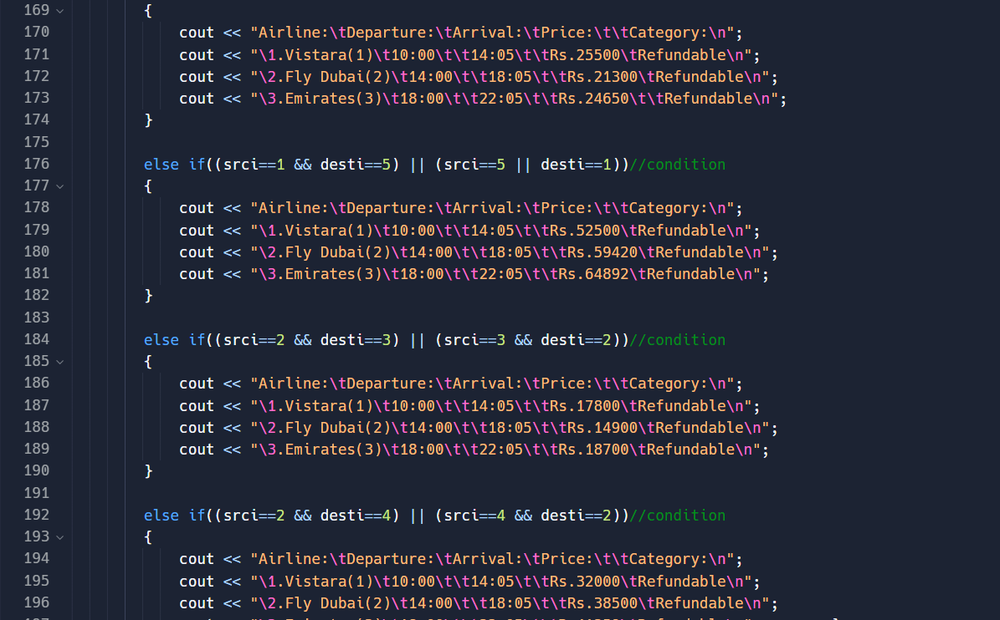 169 {
170 cout << "Airline:\tDeparture:\tArrival:\tPrice:\t\tCategory:\n";
171 cout << "\1.Vistara(1)\t10:00\t\t14:05\t\tRs.25500\tRefundable\n";
172 cout << "\2.Fly Dubai(2)\t14:00\t\t18:05\t\tRs.21300\tRefundable\n";
173 cout << "\3.Emirates(3)\t18:00\t\t22:05\t\tRs.24650\t\tRefundable\n";
174 }
175
176 else if((srci==1 && desti==5) || (srci==5 || desti==1))//condition
177 {
178 cout << "Airline:\tDeparture:\tArrival:\tPrice:\t\tCategory:\n";
179 cout << "\1.Vistara(1)\t10:00\t\t14:05\t\tRs.52500\tRefundable\n";
180 cout << "\2.Fly Dubai(2)\t14:00\t\t18:05\t\tRs.59420\tRefundable\n";
181 cout << "\3.Emirates(3)\t18:00\t\t22:05\t\tRs.64892\tRefundable\n";
182 }
183
184 else if((srci==2 && desti==3) || (srci==3 && desti==2))//condition
185 {
186 cout << "Airline:\tDeparture:\tArrival:\tPrice:\t\tCategory:\n";
187 cout << "\1.Vistara(1)\t10:00\t\t14:05\t\tRs.17800\tRefundable\n";
188 cout << "\2.Fly Dubai(2)\t14:00\t\t18:05\t\tRs.14900\tRefundable\n";
189 cout << "\3.Emirates(3)\t18:00\t\t22:05\t\tRs.18700\tRefundable\n";
190 }
191
192 else if((srci==2 && desti==4) || (srci==4 && desti==2))//condition
193 {
194 cout << "Airline:\tDeparture:\tArrival:\tPrice:\t\tCategory:\n";
195 cout << "\1.Vistara(1)\t10:00\t\t14:05\t\tRs.32000\tRefundable\n";
196 cout << "\2.Fly Dubai(2)\t14:00\t\t18:05\t\tRs.38500\tRefundable\n";